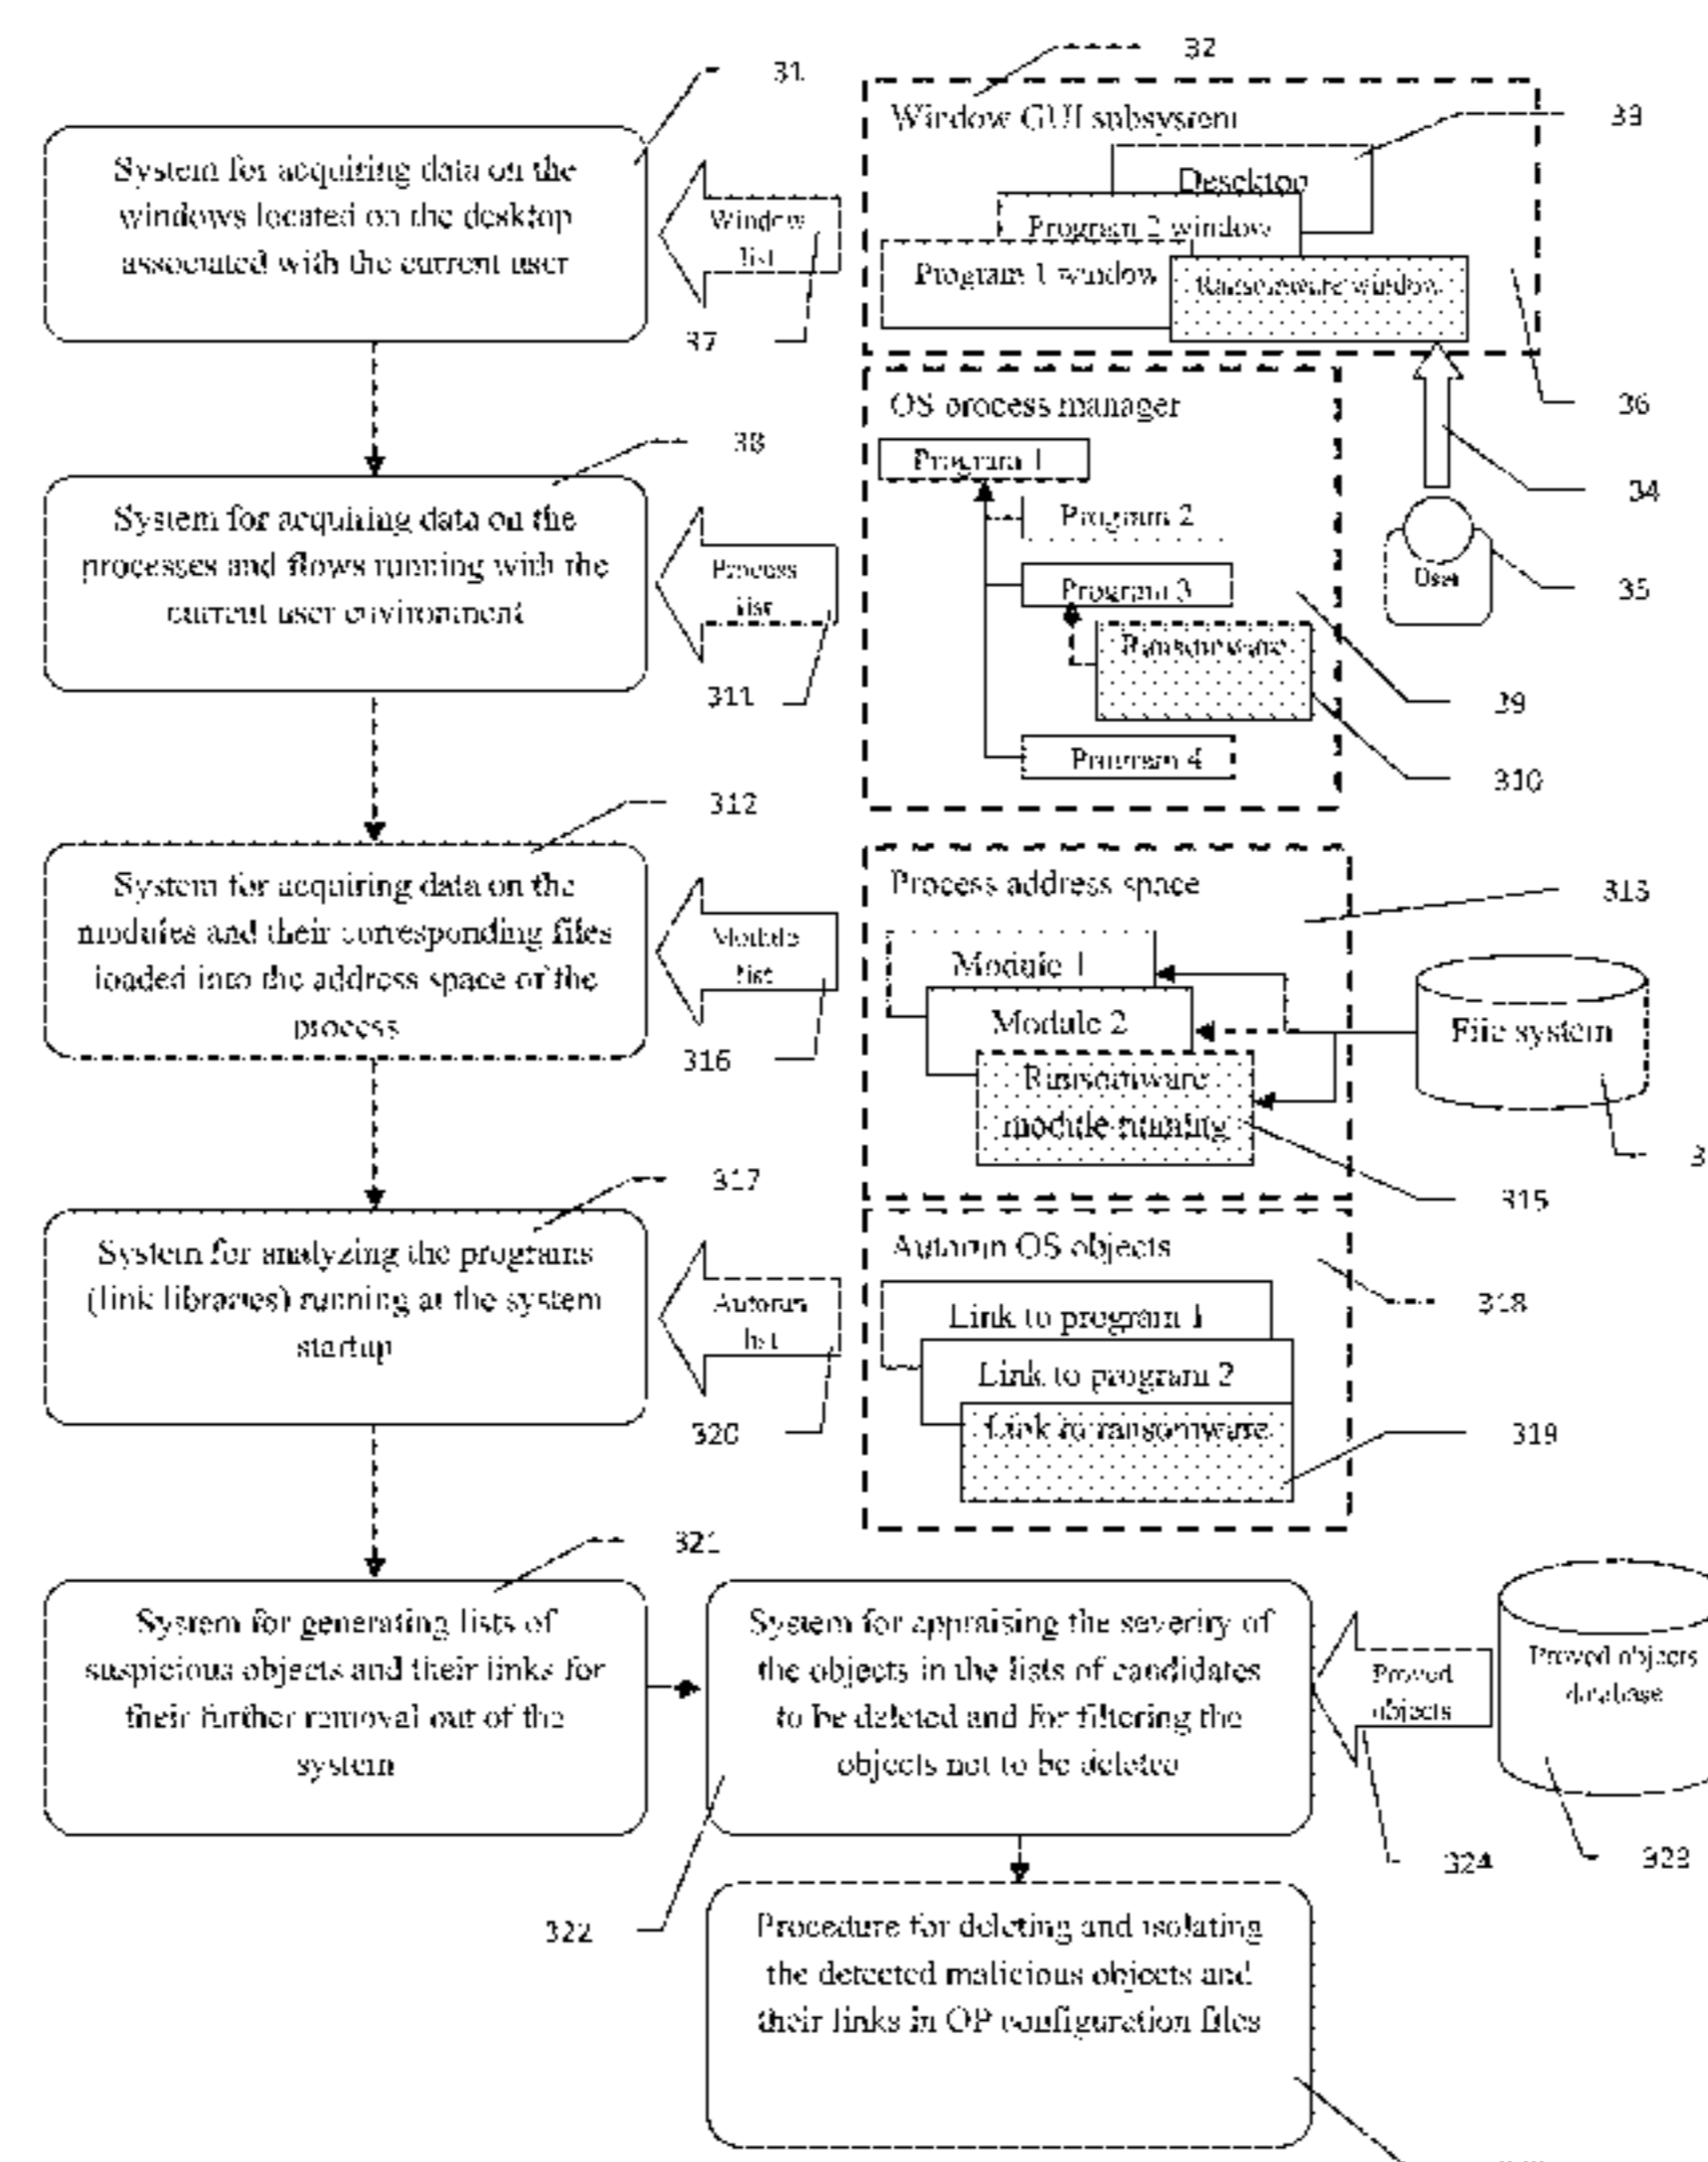 31
32
33
System for acquiring data on the
windows located on the desktop
associated with the current user
Window
list
37
Window GUI subsystem
Descktop
Program 2 window
Program 1 window
Ransomware window
36
34
User
35
38
System for acquiring data on the
processes and flows running with the
current user environment
Process
list
311
OS process manager
Program 1
Program 2
Program 3
Ransomware
Program 4
39
310
312
System for acquiring data on the
modules and their corresponding files
loaded into the address space of the
process
Module
list
316
Process address space
Module 1
Module 2
Ransomware
module running
313
File system
3
315
317
System for analyzing the programs
(link libraries) running at the system
startup
Autorun
list
320
Autorun OS objects
Link to program 1
Link to program 2
Link to ransomware
318
319
321
System for generating lists of
suspicious objects and their links for
their further removal out of the
system
System for appraising the severity of
the objects in the lists of candidates
to be deleted and for filtering the
objects not to be deleted
Proved
objects
Proved objects
database
324
323
322
Procedure for deleting and isolating
the detected malicious objects and
their links in OP configuration files